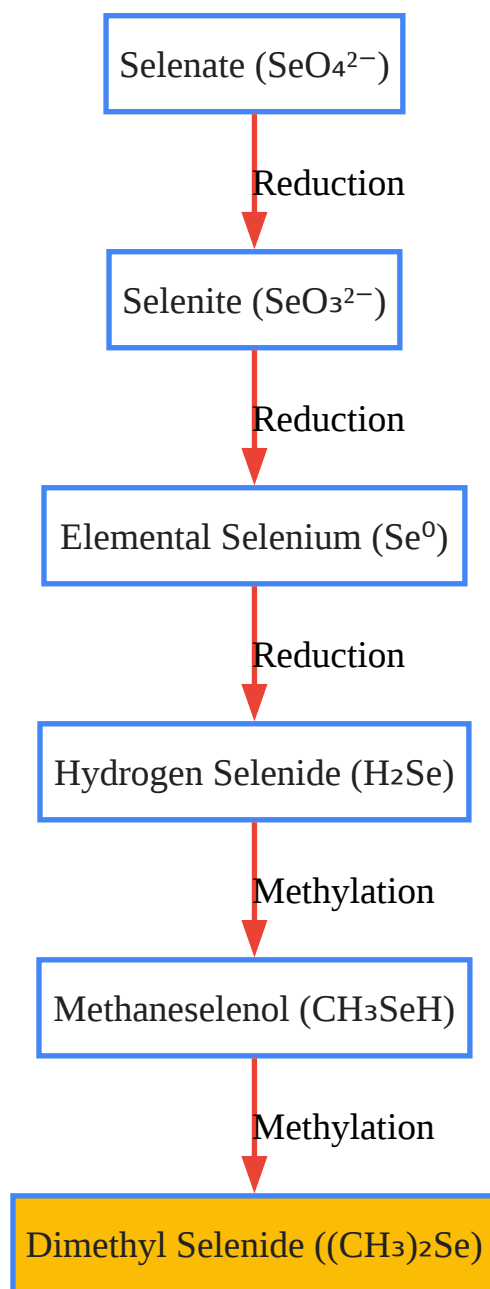 Selenate (SeO₄²⁻)
Reduction
Selenite (SeO₃²⁻)
Reduction
Elemental Selenium (Se⁰)
Reduction
Hydrogen Selenide (H₂Se)
Methylation
Methaneselenol (CH₃SeH)
Methylation
Dimethyl Selenide ((CH₃)₂Se)